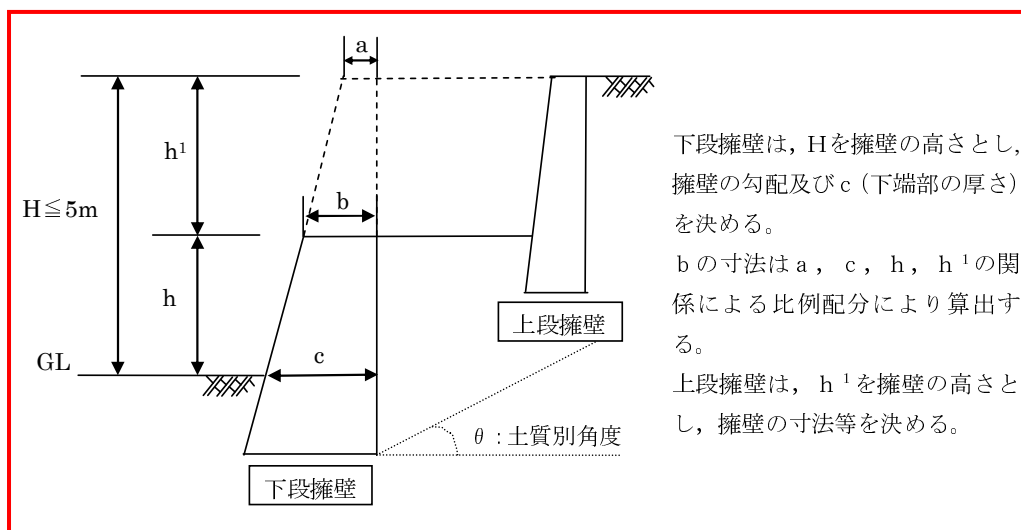 a
h¹
H≦5m
b
h
GL
c
上段擁壁
θ：土質別角度
下段擁壁
下段擁壁は，Hを擁壁の高さとし，
擁壁の勾配及びc（下端部の厚さ）
を決める。
bの寸法はa，c，h，h¹の関
係による比例配分により算出す
る。
上段擁壁は，h¹を擁壁の高さと
し，擁壁の寸法等を決める。